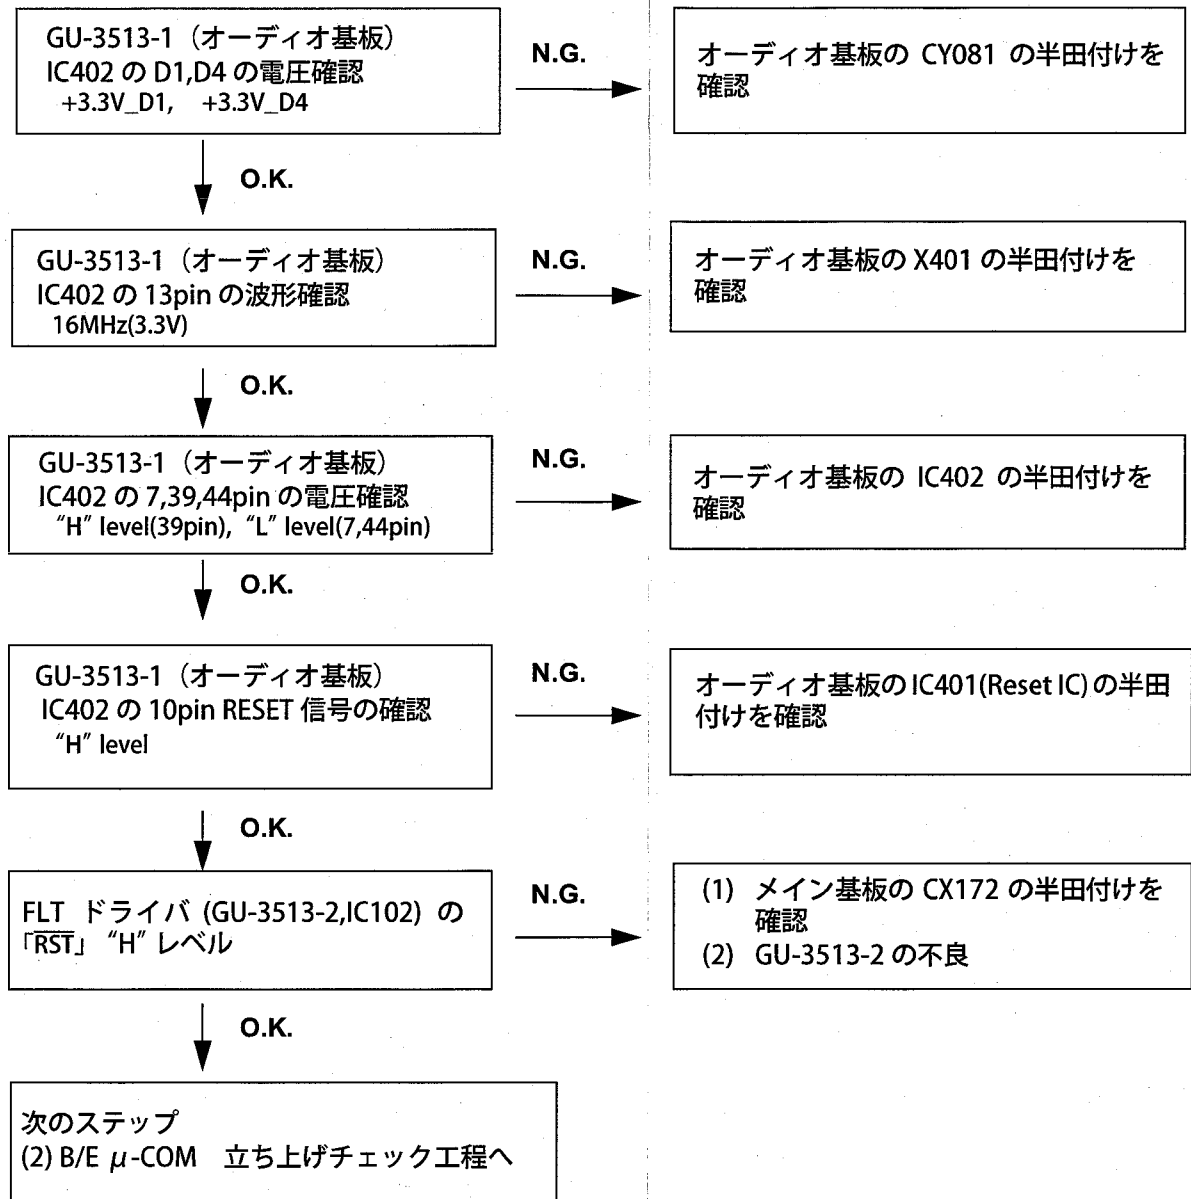 GU-3513-1（オーディオ基板）
IC402 の D1,D4 の電圧確認
+3.3V_D1,　+3.3V_D4
N.G.
オーディオ基板の CY081 の半田付けを
確認
O.K.
GU-3513-1（オーディオ基板）
IC402 の 13pin の波形確認
16MHz(3.3V)
N.G.
オーディオ基板の X401 の半田付けを
確認
O.K.
GU-3513-1（オーディオ基板）
IC402 の 7,39,44pin の電圧確認
“H” level(39pin), “L” level(7,44pin)
N.G.
オーディオ基板の IC402 の半田付けを
確認
O.K.
GU-3513-1（オーディオ基板）
IC402 の 10pin RESET 信号の確認
“H” level
N.G.
オーディオ基板の IC401(Reset IC) の半田
付けを確認
O.K.
FLT ドライバ (GU-3513-2,IC102) の
「R̅S̅T̅」 “H” レベル
N.G.
(1) メイン基板の CX172 の半田付けを
確認
(2) GU-3513-2 の不良
O.K.
次のステップ
(2) B/E μ-COM　立ち上げチェック工程へ